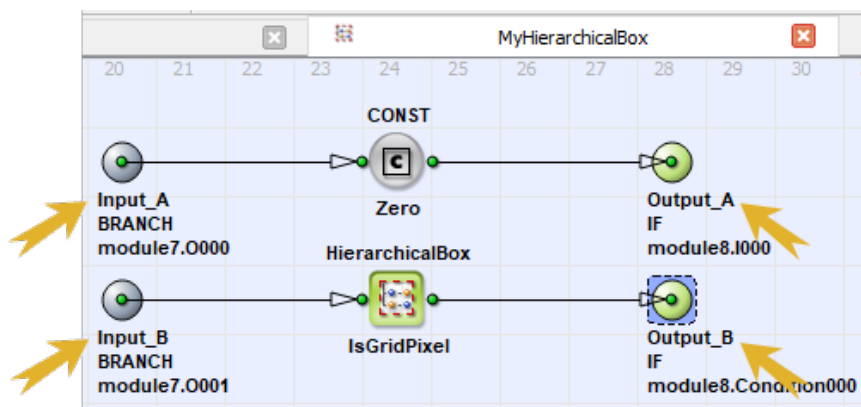 MyHierarchicalBox
20 21 22 23 24 25 26 27 28 29 30
CONST
C
Input_A
BRANCH
module7.O000
Zero
Output_A
IF
module8.I000
HierarchicalBox
Input_B
BRANCH
module7.O001
IsGridPixel
Output_B
IF
module8.Condition000